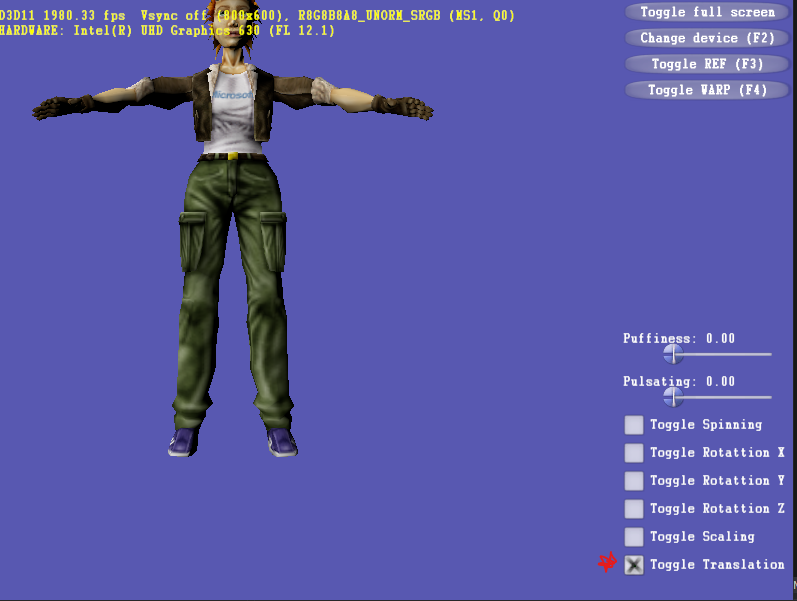 D3D11 1980.33 fps Vsync off (800x600), R8G8B8A8_UNORM_SRGB (MS1, Q0)
HARDWARE: Intel(R) UHD Graphics 630 (FL 12.1)
Toggle full screen
Change device (F2)
Toggle REF (F3)
Toggle WARP (F4)
Microsoft
Puffiness: 0.00
Pulsating: 0.00
Toggle Spinning
Toggle Rotattion X
Toggle Rotattion Y
Toggle Rotattion Z
Toggle Scaling
Toggle Translation